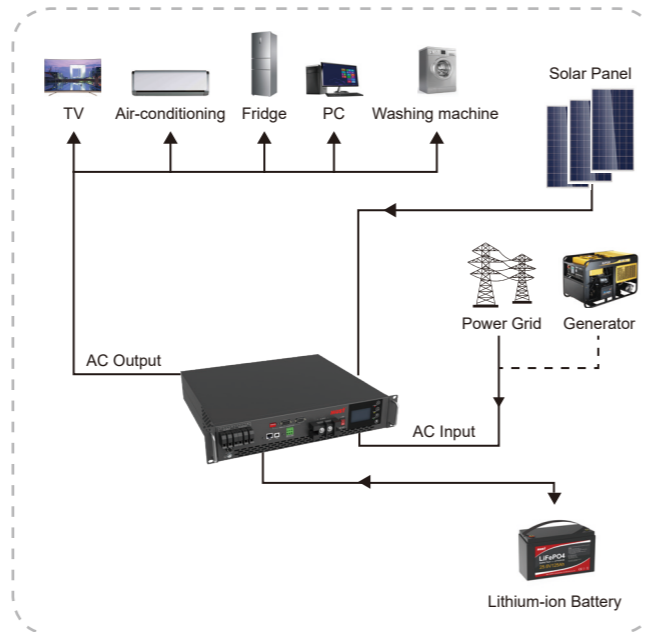 Solar Panel
TV
Air-conditioning
Fridge
PC
Washing machine
Power Grid
Generator
AC Output
AC Input
LiFePO4
Lithium-ion Battery